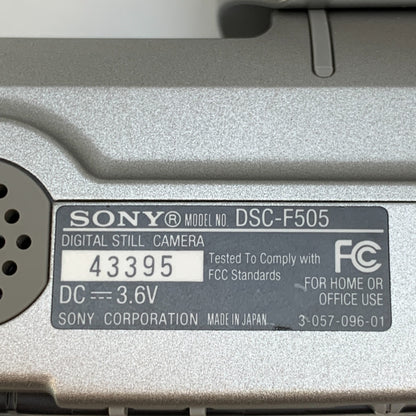 SONY® MODEL NO. DSC-F505
DIGITAL STILL CAMERA
43395
Tested To Comply with
FCC Standards
FC
FOR HOME OR
OFFICE USE
DC ⎓ 3.6V
SONY CORPORATION MADE IN JAPAN 3-057-096-01